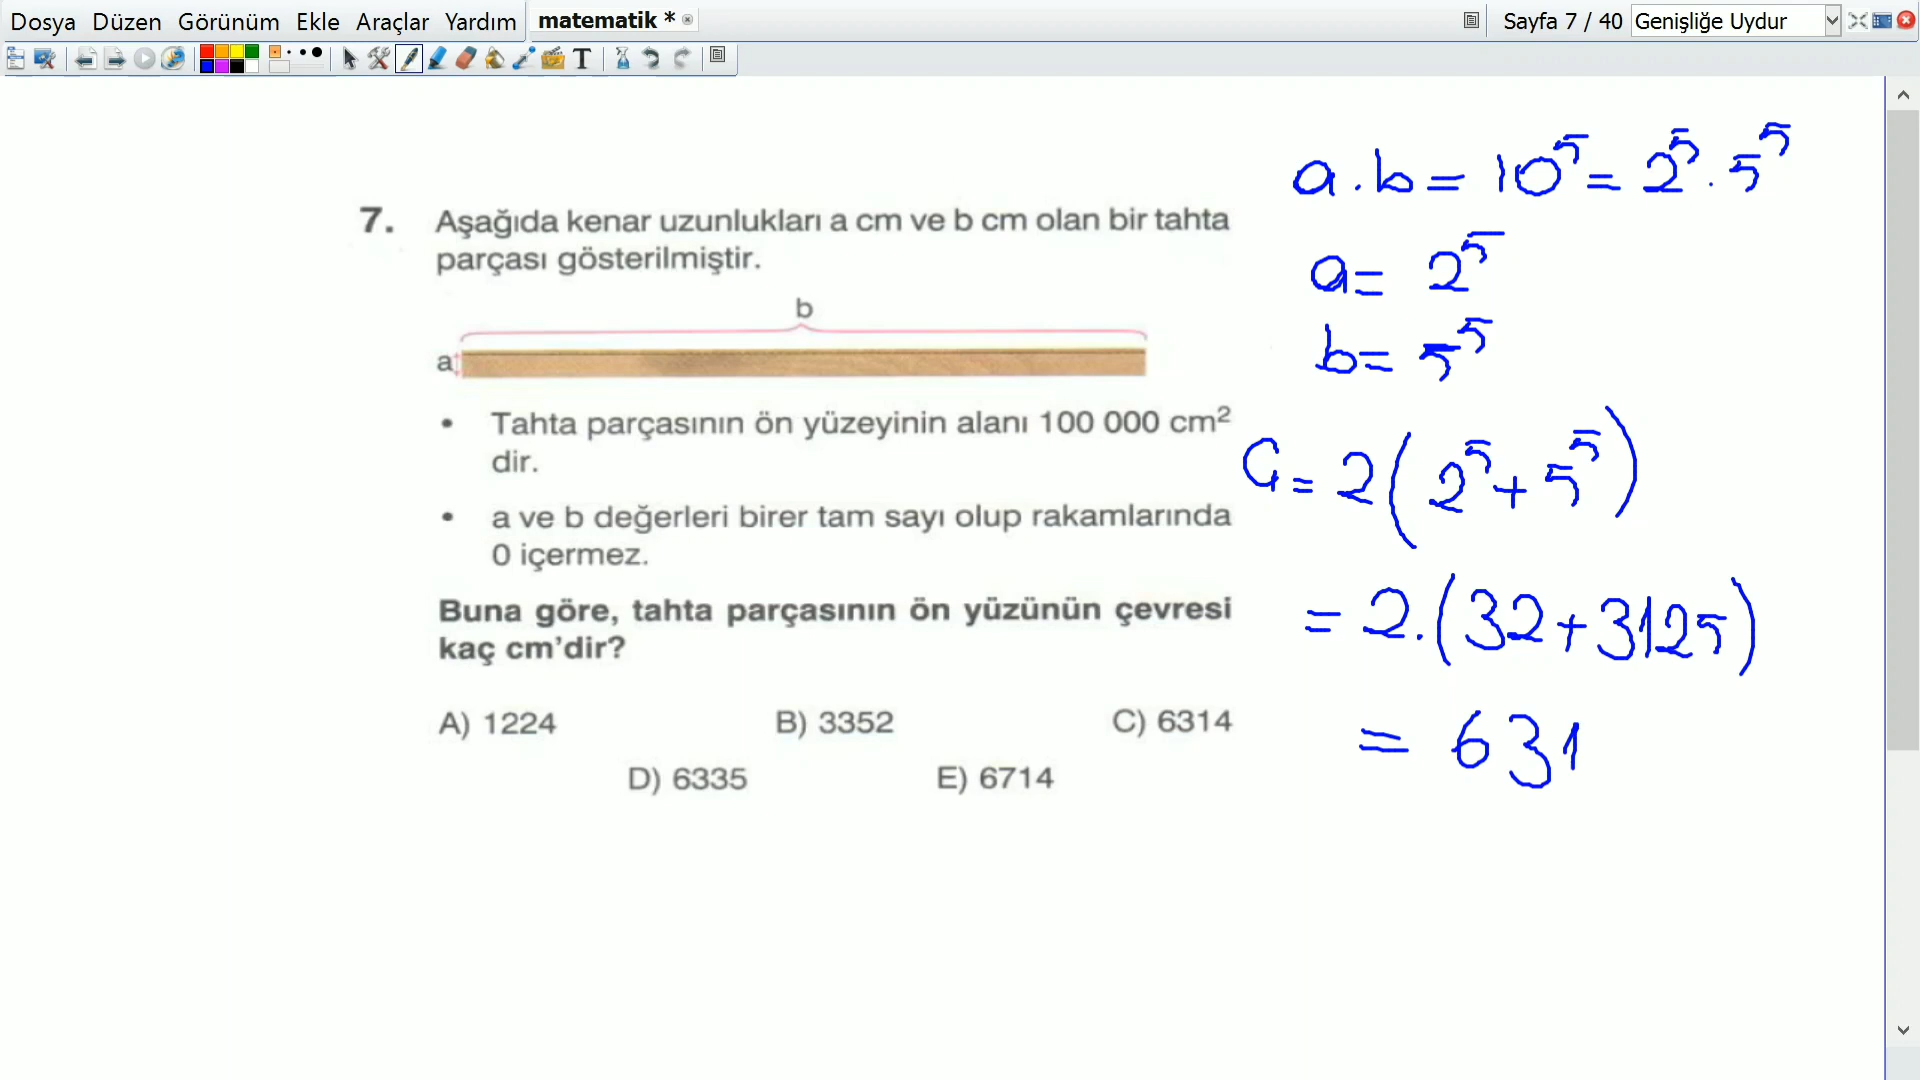 Dosya Düzen Görünüm Ekle Araçlar Yardım matematik * Sayfa 7 / 40 Genişliğe Uydur
T
7. Aşağıda kenar uzunlukları a cm ve b cm olan bir tahta
parçası gösterilmiştir.
b
a
• Tahta parçasının ön yüzeyinin alanı 100 000 cm²
dir.
• a ve b değerleri birer tam sayı olup rakamlarında
0 içermez.
Buna göre, tahta parçasının ön yüzünün çevresi
kaç cm'dir?
A) 1224 B) 3352 C) 6314
D) 6335 E) 6714
a.b = 10⁵ = 2⁵.5⁵
a = 2⁵
b = 5⁵
Ç = 2(2⁵+5⁵)
= 2.(32+3125)
= 631